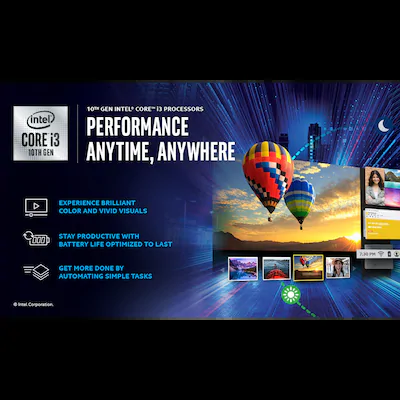 intel
CORE i3
10TH GEN
10TH GEN INTEL® CORE™ i3 PROCESSORS
PERFORMANCE
ANYTIME, ANYWHERE
EXPERIENCE BRILLIANT
COLOR AND VIVID VISUALS
STAY PRODUCTIVE WITH
BATTERY LIFE OPTIMIZED TO LAST
GET MORE DONE BY
AUTOMATING SIMPLE TASKS
© Intel Corporation.